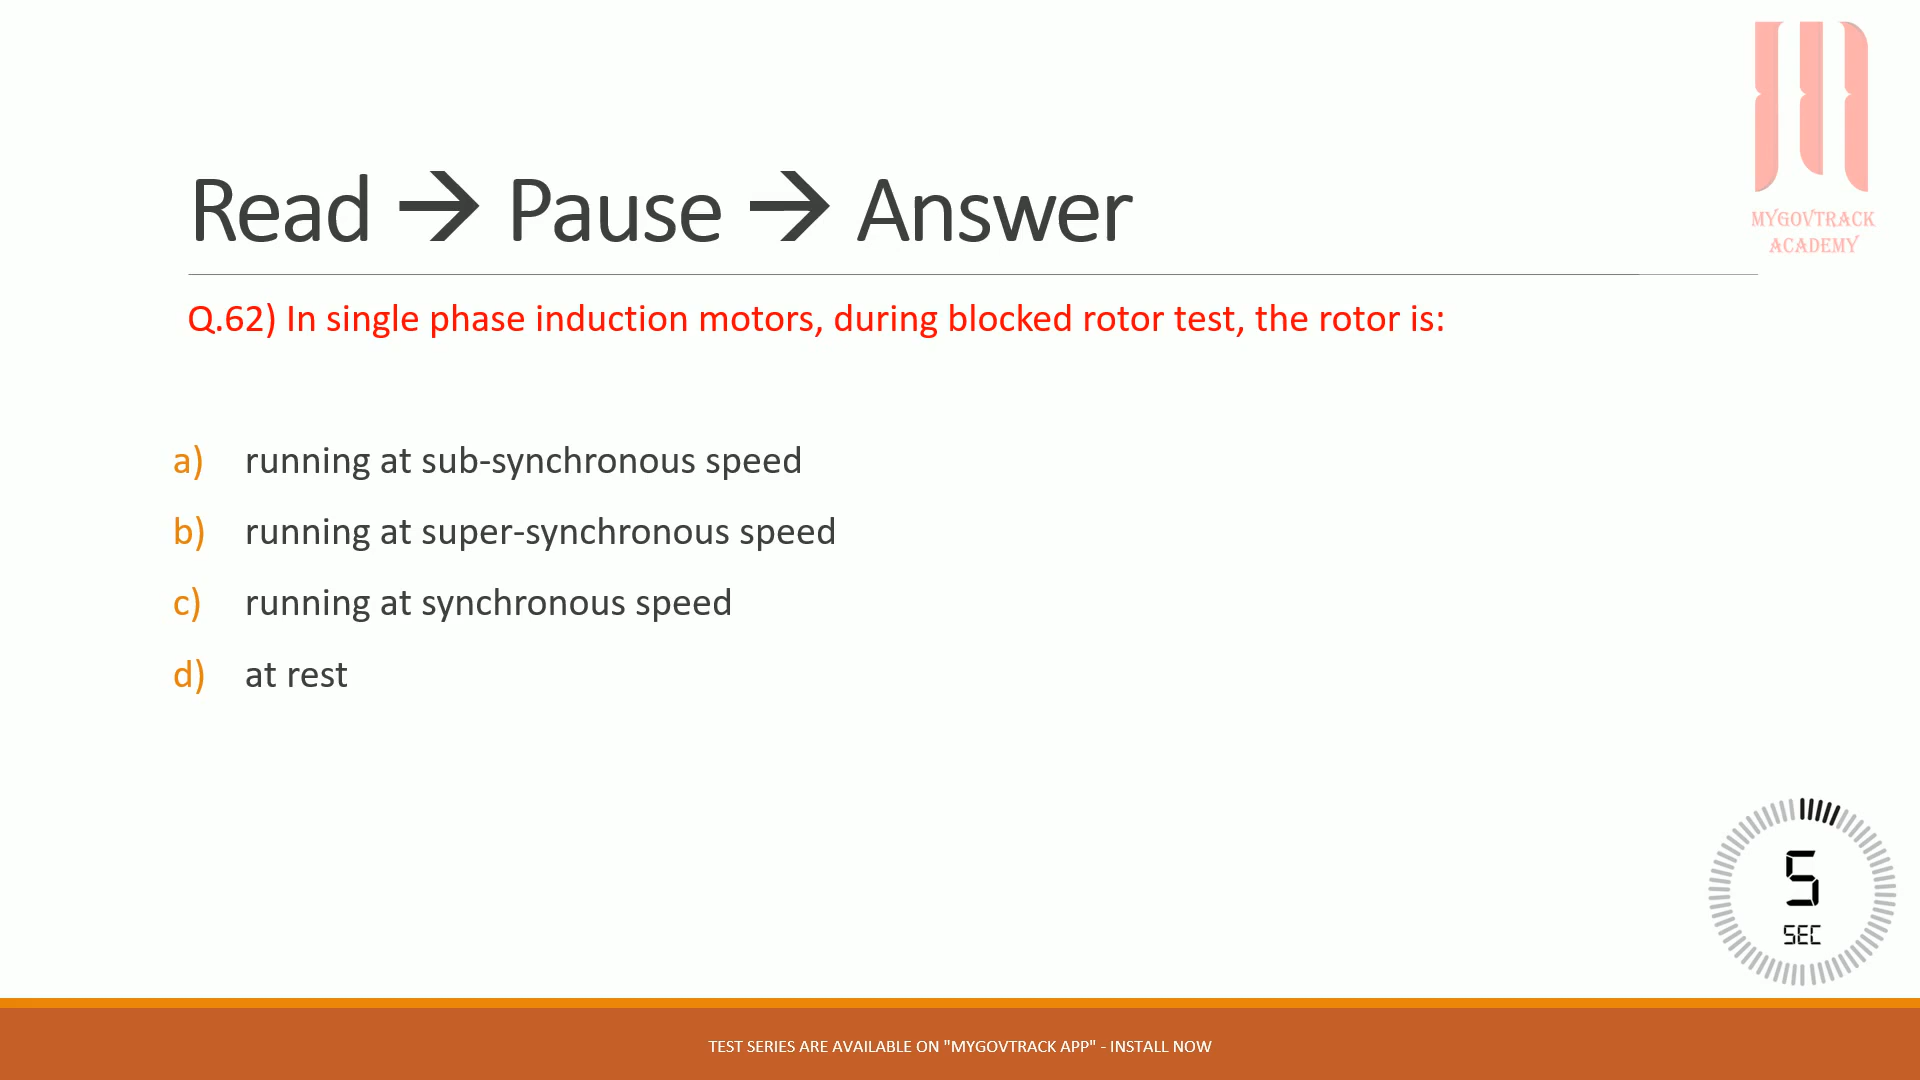 MYGOVTRACK
ACADEMY
Read → Pause → Answer
Q.62) In single phase induction motors, during blocked rotor test, the rotor is:
a) running at sub-synchronous speed
b) running at super-synchronous speed
c) running at synchronous speed
d) at rest
5
SEC
TEST SERIES ARE AVAILABLE ON "MYGOVTRACK APP" - INSTALL NOW